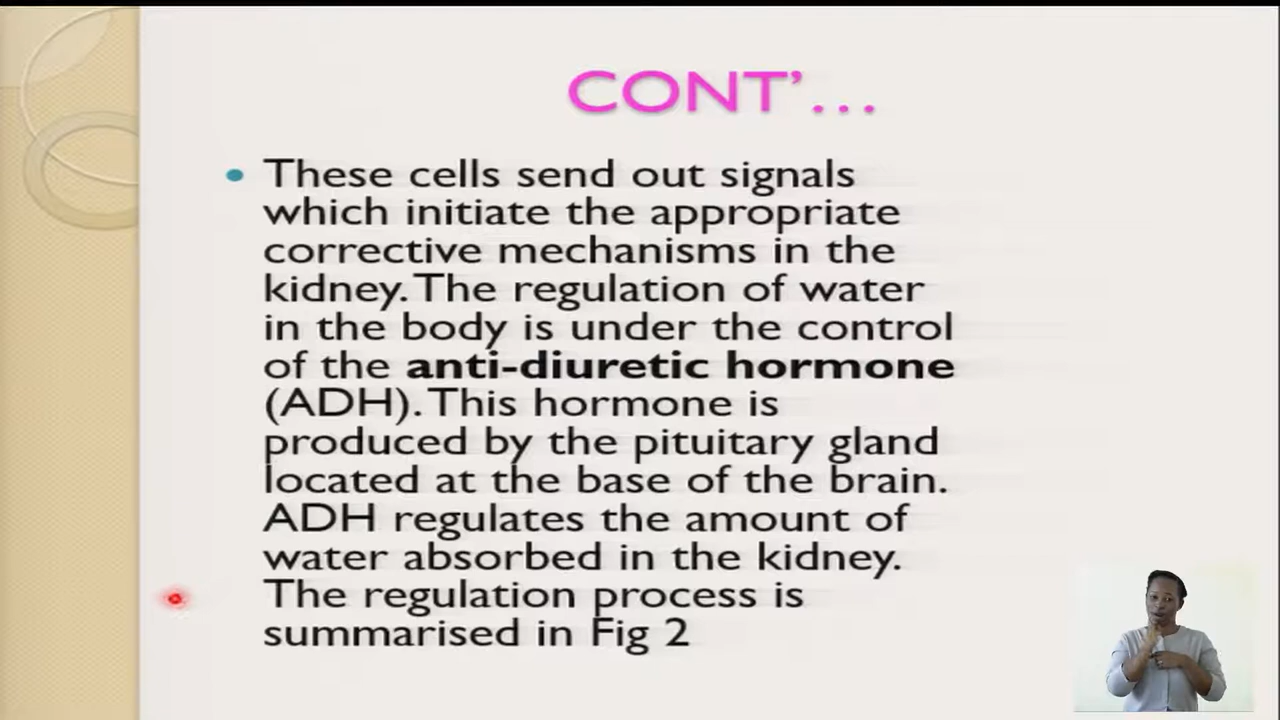 CONT'...
• These cells send out signals
which initiate the appropriate
corrective mechanisms in the
kidney. The regulation of water
in the body is under the control
of the anti-diuretic hormone
(ADH). This hormone is
produced by the pituitary gland
located at the base of the brain.
ADH regulates the amount of
water absorbed in the kidney.
The regulation process is
summarised in Fig 2